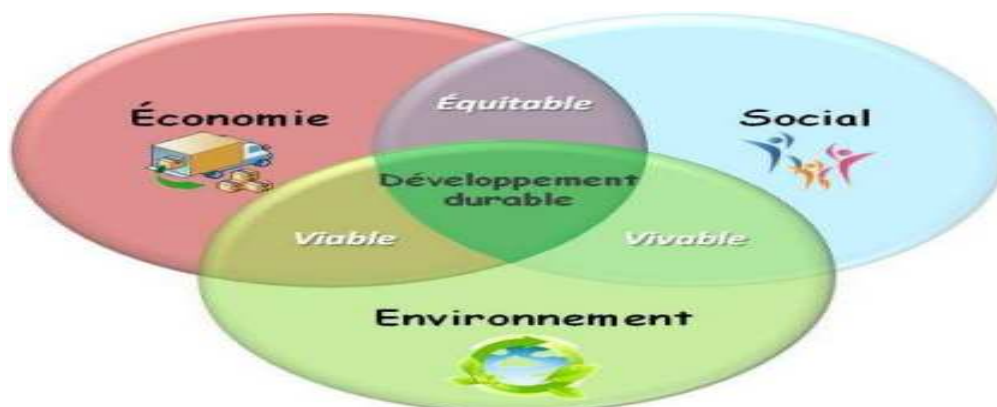 Équitable
Économie
Social
Développement
durable
Viable
Vivable
Environnement